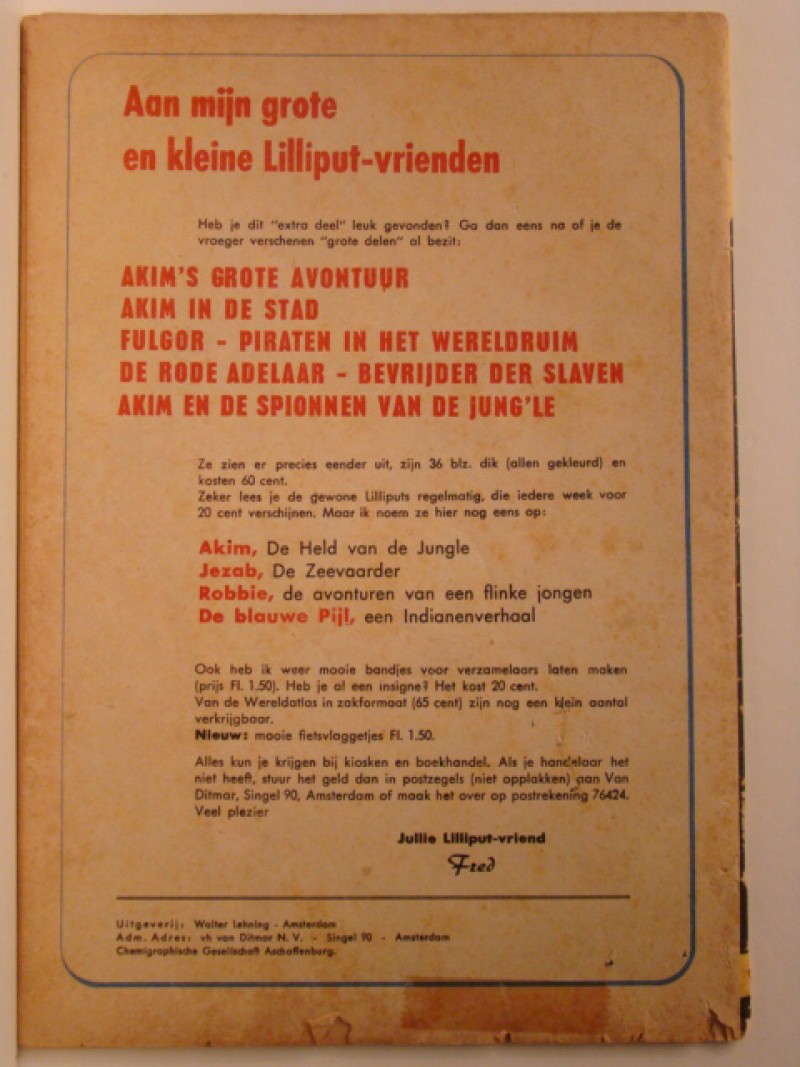 Aan mijn grote
en kleine Lilliput-vrienden
Heb je dit "extra deel" leuk gevonden? Ga dan eens na of je de
vroeger verschenen "grote delen" al bezit:
AKIM'S GROTE AVONTUUR
AKIM IN DE STAD
FULGOR - PIRATEN IN HET WERELDRUIM
DE RODE ADELAAR - BEVRIJDER DER SLAVEN
AKIM EN DE SPIONNEN VAN DE JUNG'LE
Ze zien er precies eender uit, zijn 36 blz. dik (allen gekleurd) en
kosten 60 cent.
Zeker lees je de gewone Lilliputs regelmatig, die iedere week voor
20 cent verschijnen. Maar ik noem ze hier nog eens op:
Akim, De Held van de Jungle
Jezab, De Zeevaarder
Robbie, de avonturen van een flinke jongen
De blauwe Pijl, een Indianenverhaal
Ook heb ik weer mooie bandjes voor verzamelaars laten maken
(prijs Fl. 1.50). Heb je al een insigne? Het kost 20 cent.
Van de Wereldatlas in zakformaat (65 cent) zijn nog een klein aantal
verkrijgbaar.
Nieuw: mooie fietsvlaggetjes Fl. 1.50.
Alles kun je krijgen bij kiosken en boekhandel. Als je handelaar het
niet heeft, stuur het geld dan in postzegels (niet opplakken) aan Van
Ditmar, Singel 90, Amsterdam of maak het over op postrekening 76424.
Veel plezier
Jullie Lilliput-vriend
Fred
Uitgeverij: Walter Lehning - Amsterdam
Adm. Adres: vh van Ditmar N. V. - Singel 90 - Amsterdam
Chemigraphische Gesellschaft Aschaffenburg.